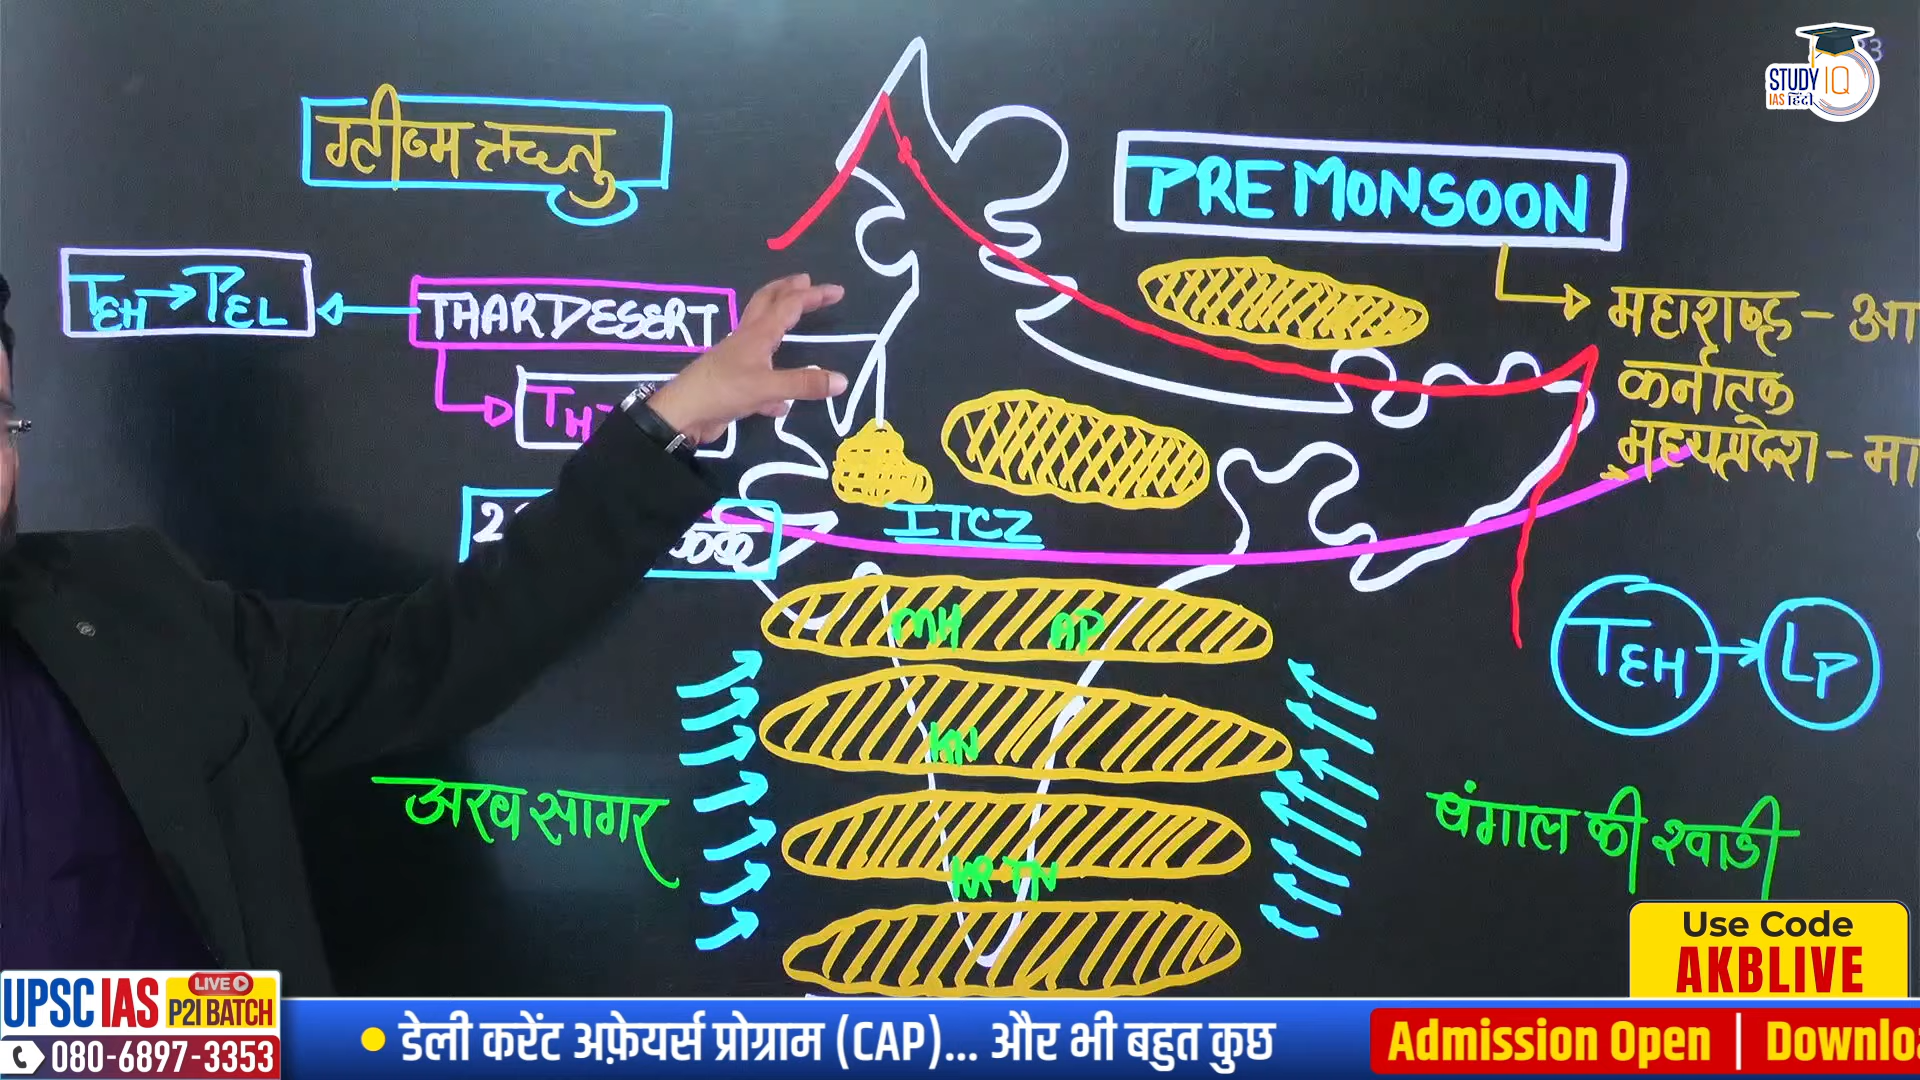 STUDY IQ
IAS हिंदी
ग्रीष्म ऋतु
PREMONSOON
TEH → PEL
THAR DESERT
महाराष्ट्र - आ
कर्नाटक
मध्यप्रदेश - मा
ITCZ
MH AP
TEH → LP
KN
अरब सागर
बंगाल की खाड़ी
KR TN
Use Code
AKBLIVE
UPSC IAS
LIVE
P2I BATCH
080-6897-3353
डेली करेंट अफ़ेयर्स प्रोग्राम (CAP)... और भी बहुत कुछ
Admission Open | Downlo